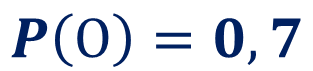 P(O) = 0,7